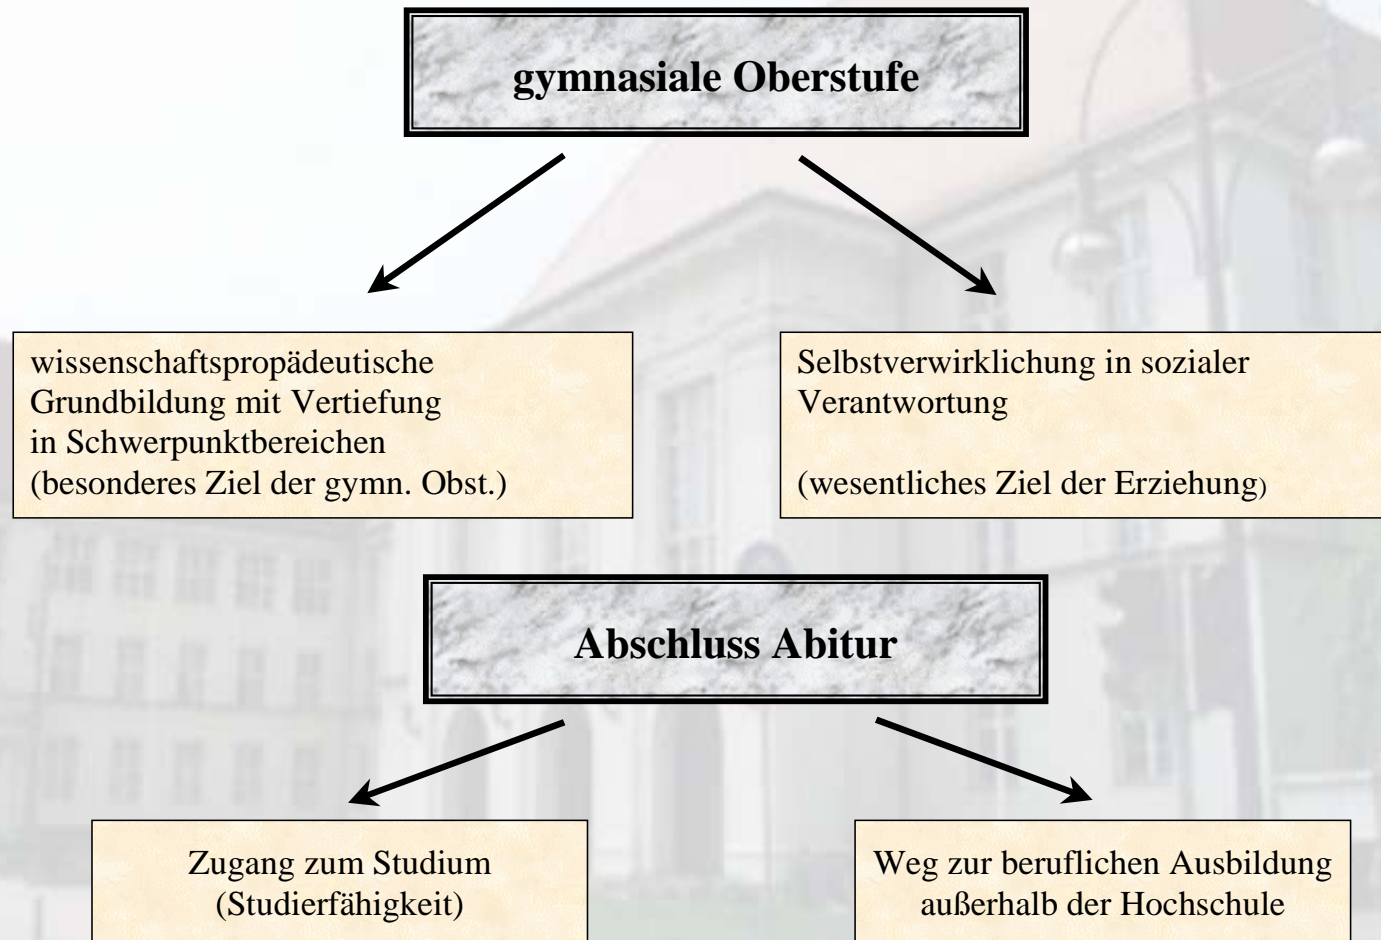 gymnasiale Oberstufe
wissenschaftspropädeutische
Grundbildung mit Vertiefung
in Schwerpunktbereichen
(besonderes Ziel der gymn. Obst.)
Selbstverwirklichung in sozialer
Verantwortung
(wesentliches Ziel der Erziehung)
Abschluss Abitur
Zugang zum Studium
(Studierfähigkeit)
Weg zur beruflichen Ausbildung
außerhalb der Hochschule